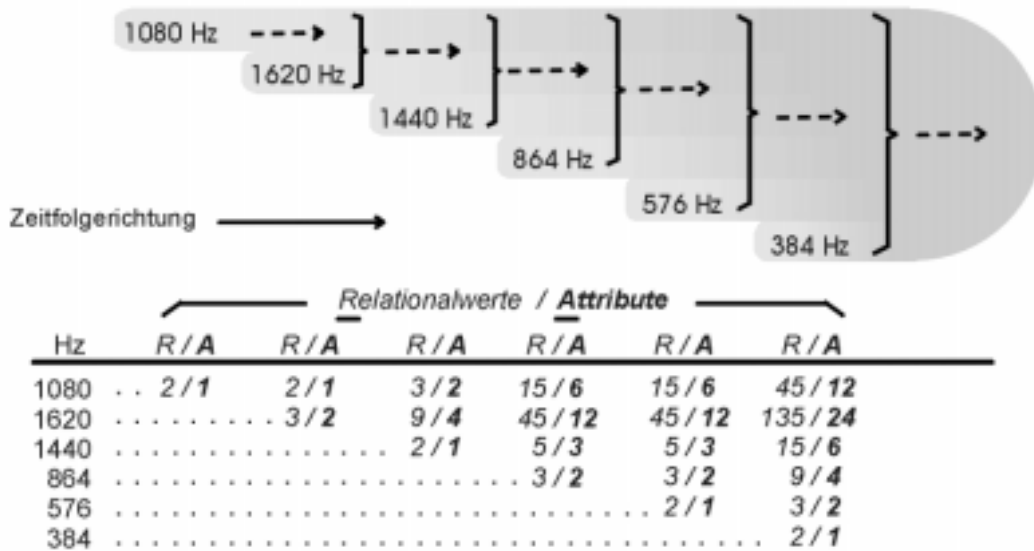 1080 Hz
1620 Hz
1440 Hz
864 Hz
576 Hz
384 Hz
Zeitfolgerichtung
Relationalwerte / Attribute
Hz R / A R / A R / A R / A R / A R / A
1080 . . 2 / 1 2 / 1 3 / 2 15 / 6 15 / 6 45 / 12
1620 . . . . . . . . . 3 / 2 9 / 4 45 / 12 45 / 12 135 / 24
1440 . . . . . . . . . . . . . . . 2 / 1 5 / 3 5 / 3 15 / 6
864 . . . . . . . . . . . . . . . . . . . . . . 3 / 2 3 / 2 9 / 4
576 . . . . . . . . . . . . . . . . . . . . . . . . . . . . . 2 / 1 3 / 2
384 . . . . . . . . . . . . . . . . . . . . . . . . . . . . . . . . . . . 2 / 1